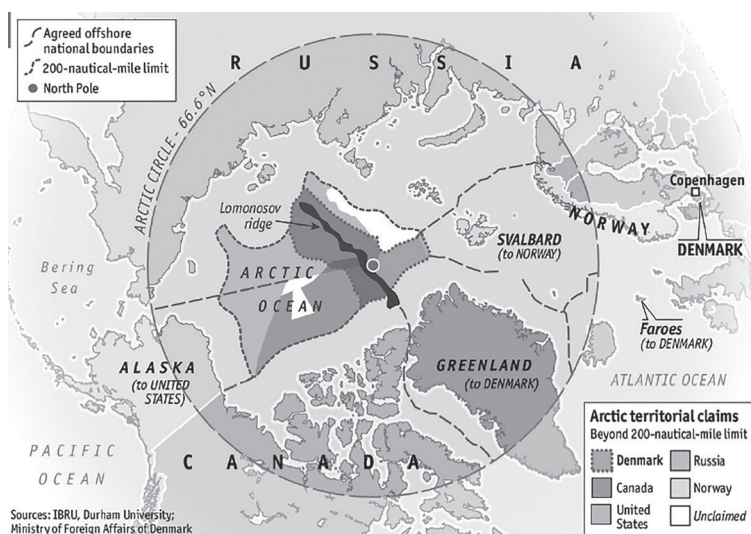 Agreed offshore
national boundaries
200-nautical-mile limit
North Pole
R U S S I A
ARCTIC CIRCLE - 66.6°N
Lomonosov
ridge
ARCTIC
OCEAN
Bering
Sea
SVALBARD
(to NORWAY)
NORWAY
Copenhagen
DENMARK
Faroes
(to DENMARK)
ALASKA
(to UNITED
STATES)
GREENLAND
(to DENMARK)
ATLANTIC OCEAN
PACIFIC
OCEAN
C A N A D A
Arctic territorial claims
Beyond 200-nautical-mile limit
Denmark
Russia
Canada
Norway
United
States
Unclaimed
Sources: IBRU, Durham University;
Ministry of Foreign Affairs of Denmark